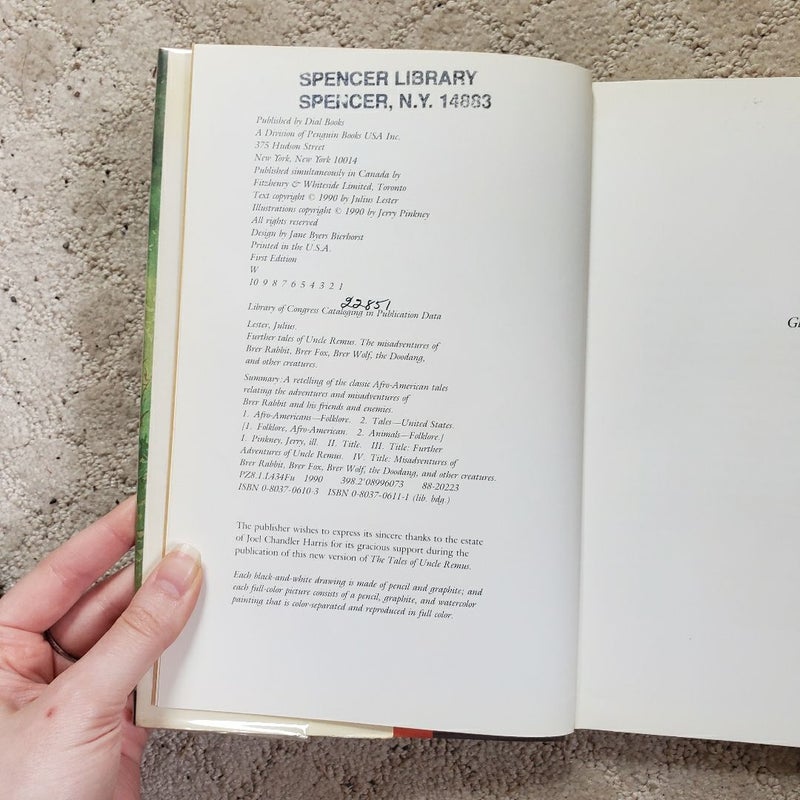 SPENCER LIBRARY
SPENCER, N.Y. 14883
Published by Dial Books
A Division of Penguin Books USA Inc.
375 Hudson Street
New York, New York 10014
Published simultaneously in Canada by
Fitzhenry & Whiteside Limited, Toronto
Text copyright © 1990 by Julius Lester
Illustrations copyright © 1990 by Jerry Pinkney
All rights reserved
Design by Jane Byers Bierhorst
Printed in the U.S.A.
First Edition
W
10 9 8 7 6 5 4 3 2 1
22851
Library of Congress Cataloging in Publication Data
Lester, Julius.
Further tales of Uncle Remus. The misadventures of
Brer Rabbit, Brer Fox, Brer Wolf, the Doodang,
and other creatures.
Summary: A retelling of the classic Afro-American tales
relating the adventures and misadventures of
Brer Rabbit and his friends and enemies.
1. Afro-Americans—Folklore. 2. Tales—United States.
[1. Folklore, Afro-American. 2. Animals—Folklore.]
I. Pinkney, Jerry, ill. II. Title. III. Title: Further
Adventures of Uncle Remus. IV. Title: Misadventures of
Brer Rabbit, Brer Fox, Brer Wolf, the Doodang, and other creatures.
PZ8.1.L434Fu 1990 398.2'08996073 88-20223
ISBN 0-8037-0610-3 ISBN 0-8037-0611-1 (lib. bdg.)
The publisher wishes to express its sincere thanks to the estate
of Joel Chandler Harris for its gracious support during the
publication of this new version of The Tales of Uncle Remus.
Each black-and-white drawing is made of pencil and graphite; and
each full-color picture consists of a pencil, graphite, and watercolor
painting that is color-separated and reproduced in full color.